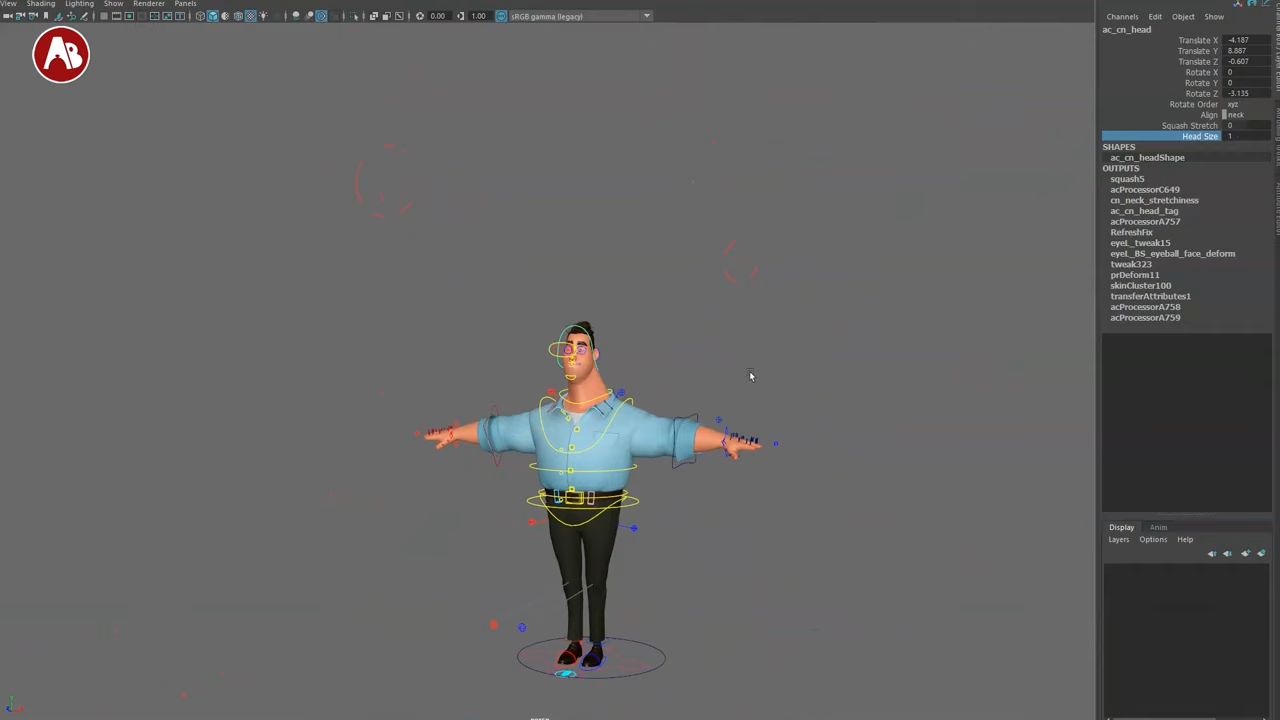 View Shading Lighting Show Renderer Panels
0.00 1.00 sRGB gamma (legacy)
AB
Channels Edit Object Show
ac_cn_head
Translate X -4.187
Translate Y 8.887
Translate Z -0.607
Rotate X 0
Rotate Y 0
Rotate Z -3.135
Rotate Order xyz
Align neck
Squash Stretch 0
Head Size 1
SHAPES
ac_cn_headShape
OUTPUTS
squash5
acProcessorC649
cn_neck_stretchiness
ac_cn_head_tag
acProcessorA757
RefreshFix
eyeL_tweak15
eyeL_BS_eyeball_face_deform
tweak323
prDeform11
skinCluster100
transferAttributes1
acProcessorA758
acProcessorA759
Display Anim
Layers Options Help